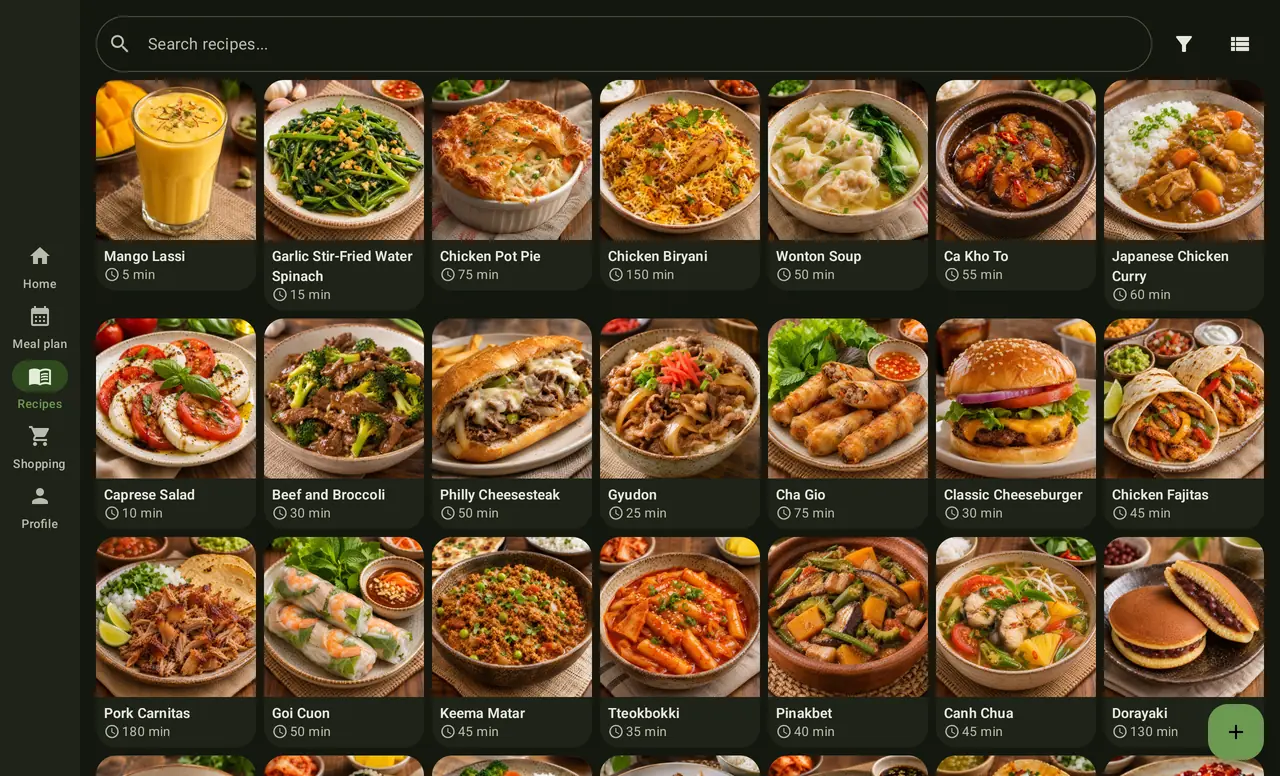 Search recipes...
Home
Meal plan
Recipes
Shopping
Profile
Mango Lassi
5 min
Garlic Stir-Fried Water
Spinach
15 min
Chicken Pot Pie
75 min
Chicken Biryani
150 min
Wonton Soup
50 min
Ca Kho To
55 min
Japanese Chicken
Curry
60 min
Caprese Salad
10 min
Beef and Broccoli
30 min
Philly Cheesesteak
50 min
Gyudon
25 min
Cha Gio
75 min
Classic Cheeseburger
30 min
Chicken Fajitas
45 min
Pork Carnitas
180 min
Goi Cuon
50 min
Keema Matar
45 min
Tteokbokki
35 min
Pinakbet
40 min
Canh Chua
45 min
Dorayaki
130 min